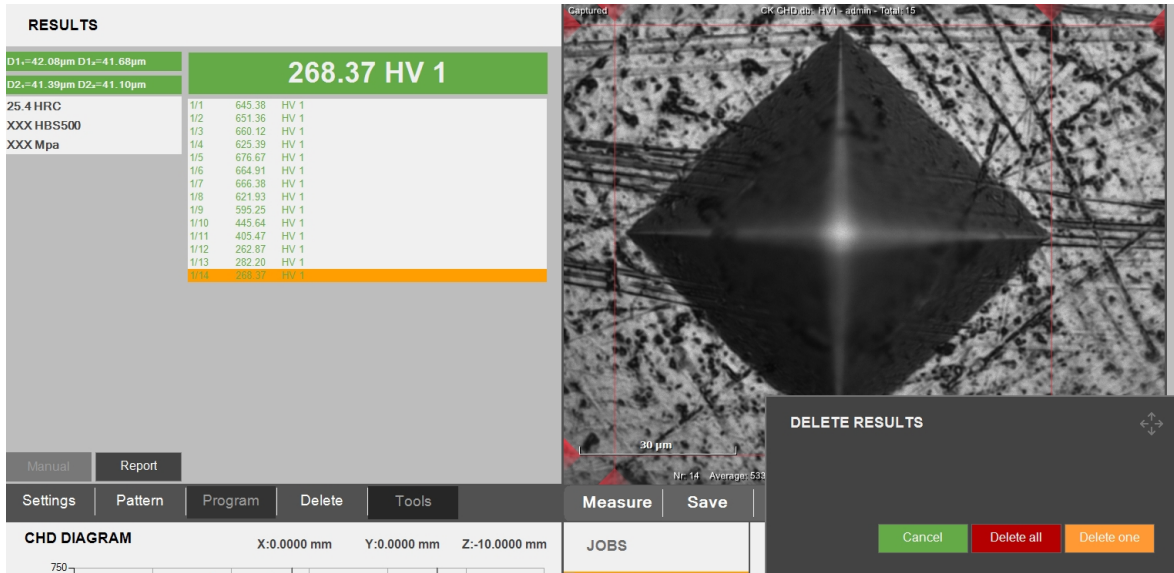 RESULTS
D1₁=42.08µm D1₂=41.68µm
D2₁=41.39µm D2₂=41.10µm
268.37 HV 1
25.4 HRC
XXX HBS500
XXX Mpa
1/1 645.38 HV 1
1/2 651.36 HV 1
1/3 660.12 HV 1
1/4 625.39 HV 1
1/5 676.67 HV 1
1/6 664.91 HV 1
1/7 666.38 HV 1
1/8 621.93 HV 1
1/9 595.25 HV 1
1/10 445.64 HV 1
1/11 405.47 HV 1
1/12 262.87 HV 1
1/13 282.20 HV 1
1/14 268.37 HV 1
Manual Report
Settings Pattern Program Delete Tools
CHD DIAGRAM X:0.0000 mm Y:0.0000 mm Z:-10.0000 mm
750
Captured CK CHD.db: HV1 - admin - Total: 15
30 µm
Nr: 14 Average: 533
Measure Save
JOBS
DELETE RESULTS
Cancel Delete all Delete one